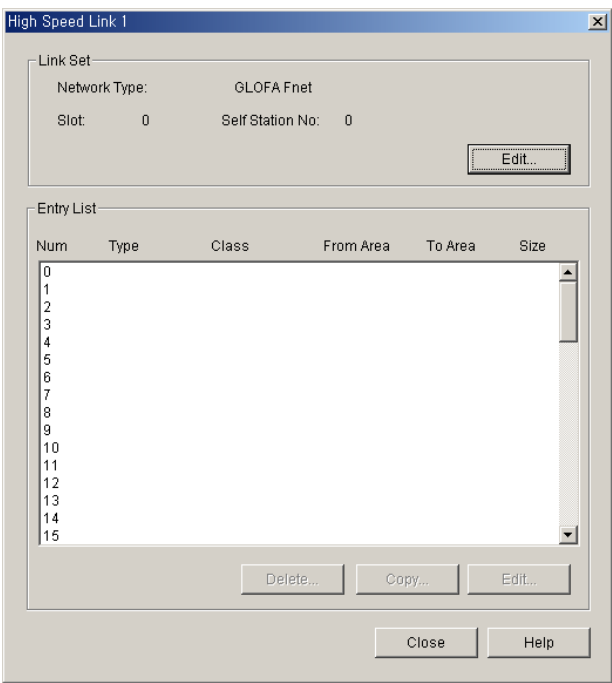 High Speed Link 1
Link Set
Network Type: GLOFA Fnet
Slot: 0 Self Station No: 0
Edit...
Entry List
Num Type Class From Area To Area Size
0
1
2
3
4
5
6
7
8
9
10
11
12
13
14
15
Delete... Copy... Edit...
Close Help